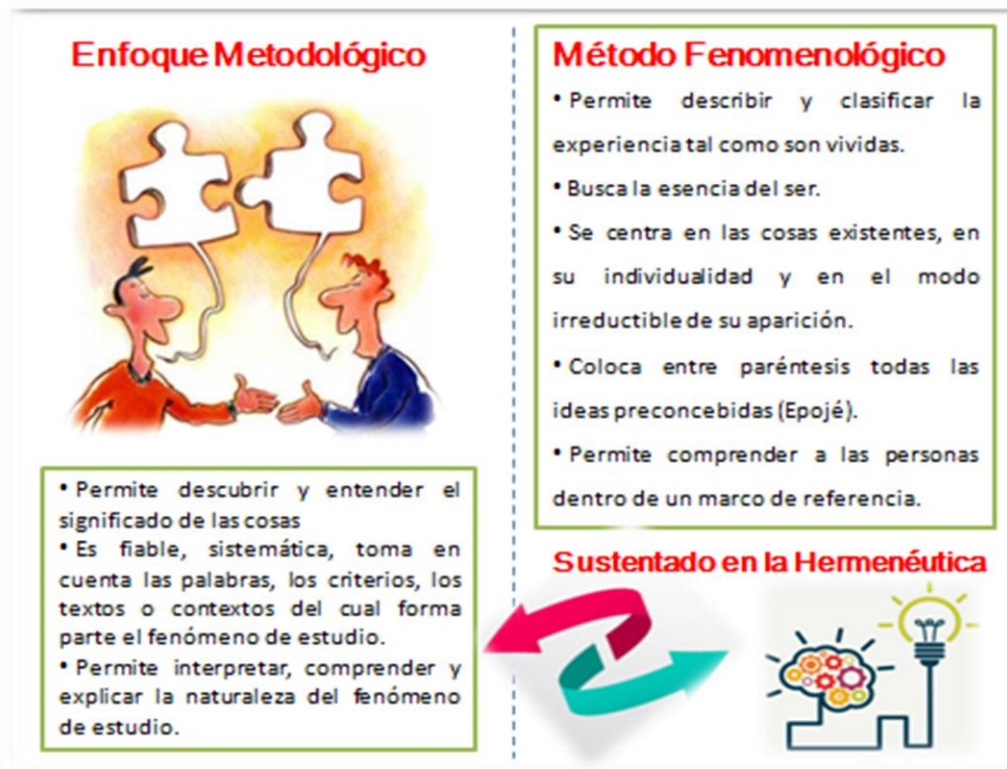 Enfoque Metodológico
• Permite descubrir y entender el
significado de las cosas
• Es fiable, sistemática, toma en
cuenta las palabras, los criterios, los
textos o contextos del cual forma
parte el fenómeno de estudio.
• Permite interpretar, comprender y
explicar la naturaleza del fenómeno
de estudio.
Método Fenomenológico
• Permite describir y clasificar la
experiencia tal como son vividas.
• Busca la esencia del ser.
• Se centra en las cosas existentes, en
su individualidad y en el modo
irreductible de su aparición.
• Coloca entre paréntesis todas las
ideas preconcebidas (Epojé).
• Permite comprender a las personas
dentro de un marco de referencia.
Sustentado en la Hermenéutica